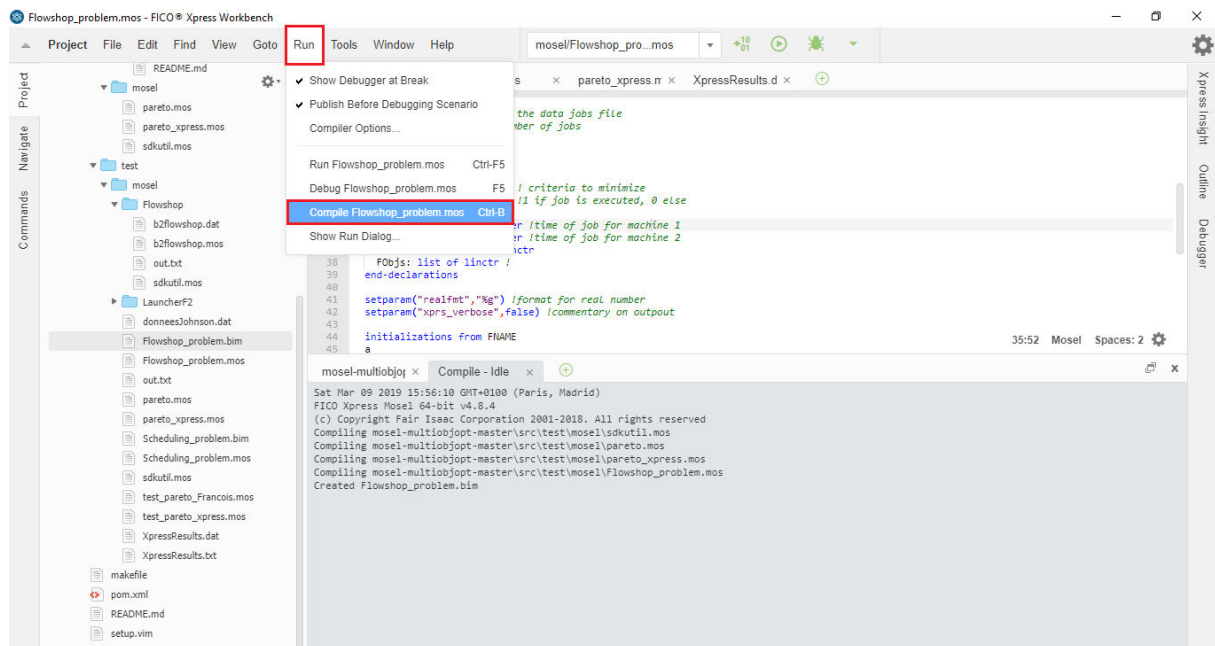 Flowshop_problem.mos - FICO® Xpress Workbench
Project File Edit Find View Goto Run Tools Window Help
mosel/Flowshop_pro...mos
Project
Navigate
Commands
README.md
mosel
pareto.mos
pareto_xpress.mos
sdkutil.mos
test
mosel
Flowshop
b2flowshop.dat
b2flowshop.mos
out.txt
sdkutil.mos
LauncherF2
donneesJohnson.dat
Flowshop_problem.bim
Flowshop_problem.mos
out.txt
pareto.mos
pareto_xpress.mos
Scheduling_problem.bim
Scheduling_problem.mos
sdkutil.mos
test_pareto_Francois.mos
test_pareto_xpress.mos
XpressResults.dat
XpressResults.txt
makefile
pom.xml
README.md
setup.vim
Show Debugger at Break
Publish Before Debugging Scenario
Compiler Options...
Run Flowshop_problem.mos Ctrl-F5
Debug Flowshop_problem.mos F5
Compile Flowshop_problem.mos Ctrl-B
Show Run Dialog...
s × pareto_xpress.m × XpressResults.d ×
the data jobs file
ber of jobs
! criteria to minimize
!1 if job is executed, 0 else
er !time of job for machine 1
er !time of job for machine 2
nctr
38 FObjs: list of linctr !
39 end-declarations
40
41 setparam("realfmt","%g") !format for real number
42 setparam("xprs_verbose",false) !commentary on outpout
43
44 initializations from FNAME
45 a
35:52 Mosel Spaces: 2
mosel-multiobjo × Compile - Idle ×
Sat Mar 09 2019 15:56:10 GMT+0100 (Paris, Madrid)
FICO Xpress Mosel 64-bit v4.8.4
(c) Copyright Fair Isaac Corporation 2001-2018. All rights reserved
Compiling mosel-multiobjopt-master\src\test\mosel\sdkutil.mos
Compiling mosel-multiobjopt-master\src\test\mosel\pareto.mos
Compiling mosel-multiobjopt-master\src\test\mosel\pareto_xpress.mos
Compiling mosel-multiobjopt-master\src\test\mosel\Flowshop_problem.mos
Created Flowshop_problem.bim
Xpress Insight
Outline
Debugger